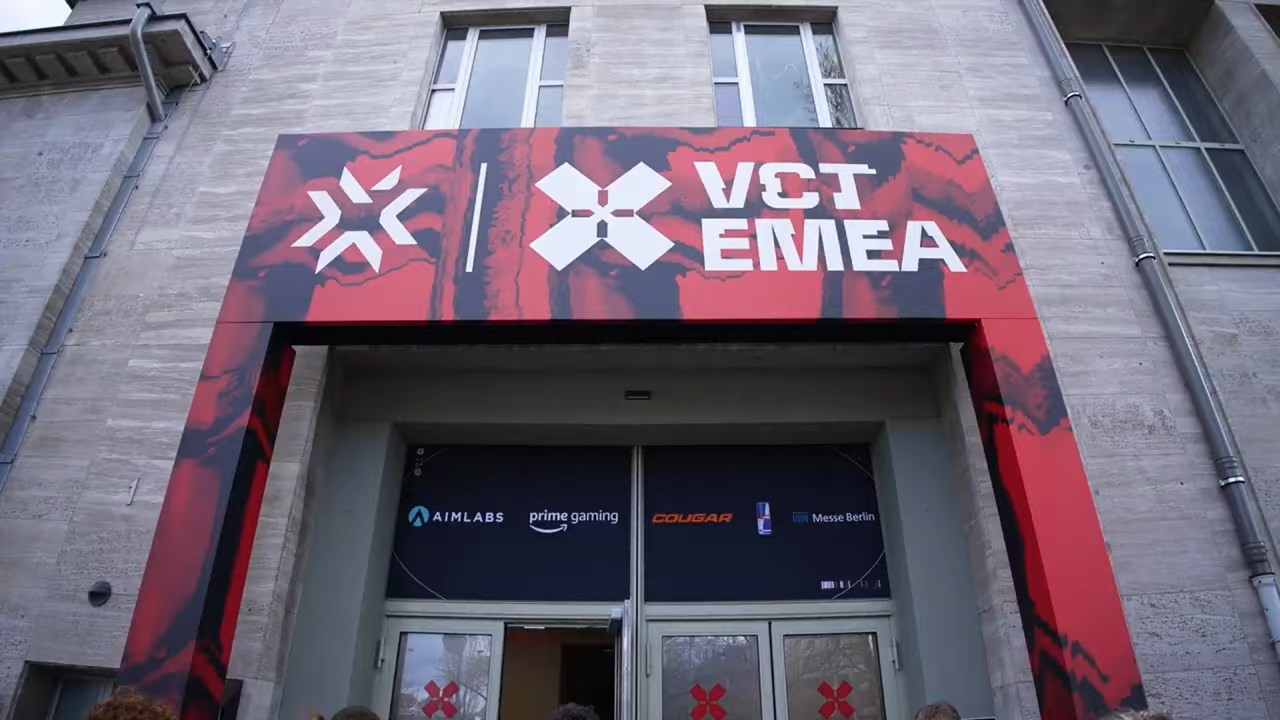 VCT
EMEA
AIMLABS
prime gaming
COUGAR
Messe Berlin